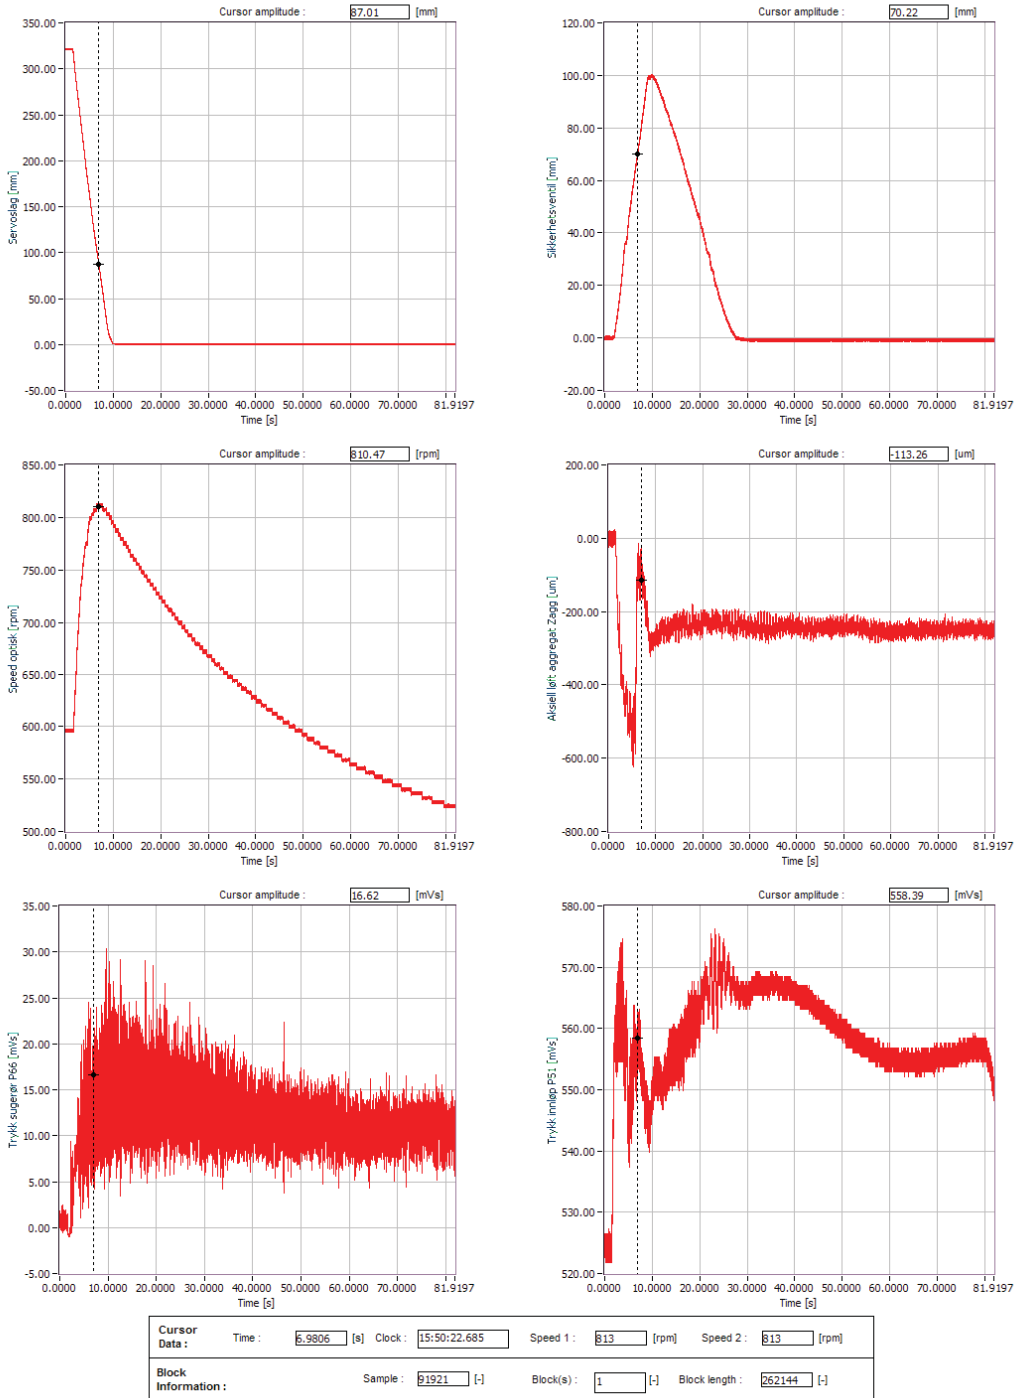 Cursor amplitude : 87.01 [mm]
350.00
300.00
250.00
200.00
150.00
100.00
50.00
0.00
-50.00
Servoslag [mm]
0.0000 10.0000 20.0000 30.0000 40.0000 50.0000 60.0000 70.0000 81.9197
Time [s]
Cursor amplitude : 70.22 [mm]
120.00
100.00
80.00
60.00
40.00
20.00
0.00
-20.00
Sikkerhetsventil [mm]
0.0000 10.0000 20.0000 30.0000 40.0000 50.0000 60.0000 70.0000 81.9197
Time [s]
Cursor amplitude : 810.47 [rpm]
850.00
800.00
750.00
700.00
650.00
600.00
550.00
500.00
Speed optisk [rpm]
0.0000 10.0000 20.0000 30.0000 40.0000 50.0000 60.0000 70.0000 81.9197
Time [s]
Cursor amplitude : -113.26 [um]
200.00
0.00
-200.00
-400.00
-600.00
-800.00
Aksiell løft aggregat Zagg [um]
0.0000 10.0000 20.0000 30.0000 40.0000 50.0000 60.0000 70.0000 81.9197
Time [s]
Cursor amplitude : 16.62 [mVs]
35.00
30.00
25.00
20.00
15.00
10.00
5.00
0.00
-5.00
Trykk sugerør P66 [mVs]
0.0000 10.0000 20.0000 30.0000 40.0000 50.0000 60.0000 70.0000 81.9197
Time [s]
Cursor amplitude : 558.39 [mVs]
580.00
570.00
560.00
550.00
540.00
530.00
520.00
Trykk innløp P51 [mVs]
0.0000 10.0000 20.0000 30.0000 40.0000 50.0000 60.0000 70.0000 81.9197
Time [s]
Cursor Data : Time : 6.9806 [s] Clock : 15:50:22.685 Speed 1 : 813 [rpm] Speed 2 : 813 [rpm]
Block Information : Sample : 91921 [-] Block(s) : 1 [-] Block length : 262144 [-]